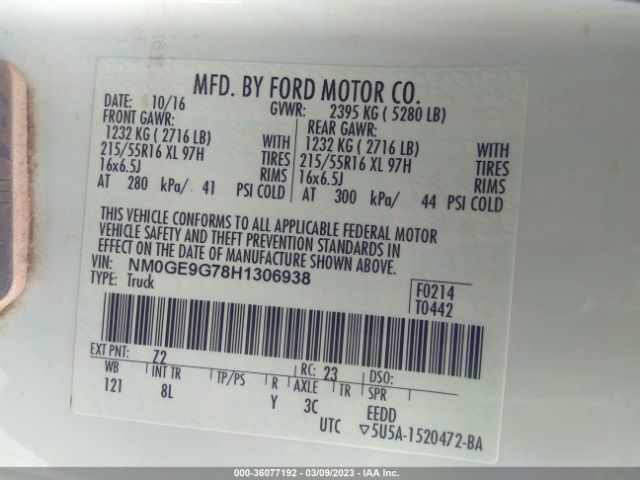 MFD. BY FORD MOTOR CO.
DATE: 10/16 GVWR: 2395 KG ( 5280 LB)
FRONT GAWR: REAR GAWR:
1232 KG ( 2716 LB) WITH 1232 KG ( 2716 LB) WITH
215/55R16 XL 97H TIRES 215/55R16 XL 97H TIRES
16x6.5J RIMS 16x6.5J RIMS
AT 280 kPa/ 41 PSI COLD AT 300 kPa/ 44 PSI COLD
THIS VEHICLE CONFORMS TO ALL APPLICABLE FEDERAL MOTOR
VEHICLE SAFETY AND THEFT PREVENTION STANDARDS IN
EFFECT ON THE DATE OF MANUFACTURE SHOWN ABOVE.
VIN: NM0GE9G78H1306938
TYPE: Truck
F0214
T0442
EXT PNT: Z2 RC: 23 DSO:
WB INT TR TP/PS R AXLE TR SPR
121 8L Y 3C EEDD
UTC ▽5U5A-1520472-BA
000-36077192 - 03/09/2023 - IAA Inc.